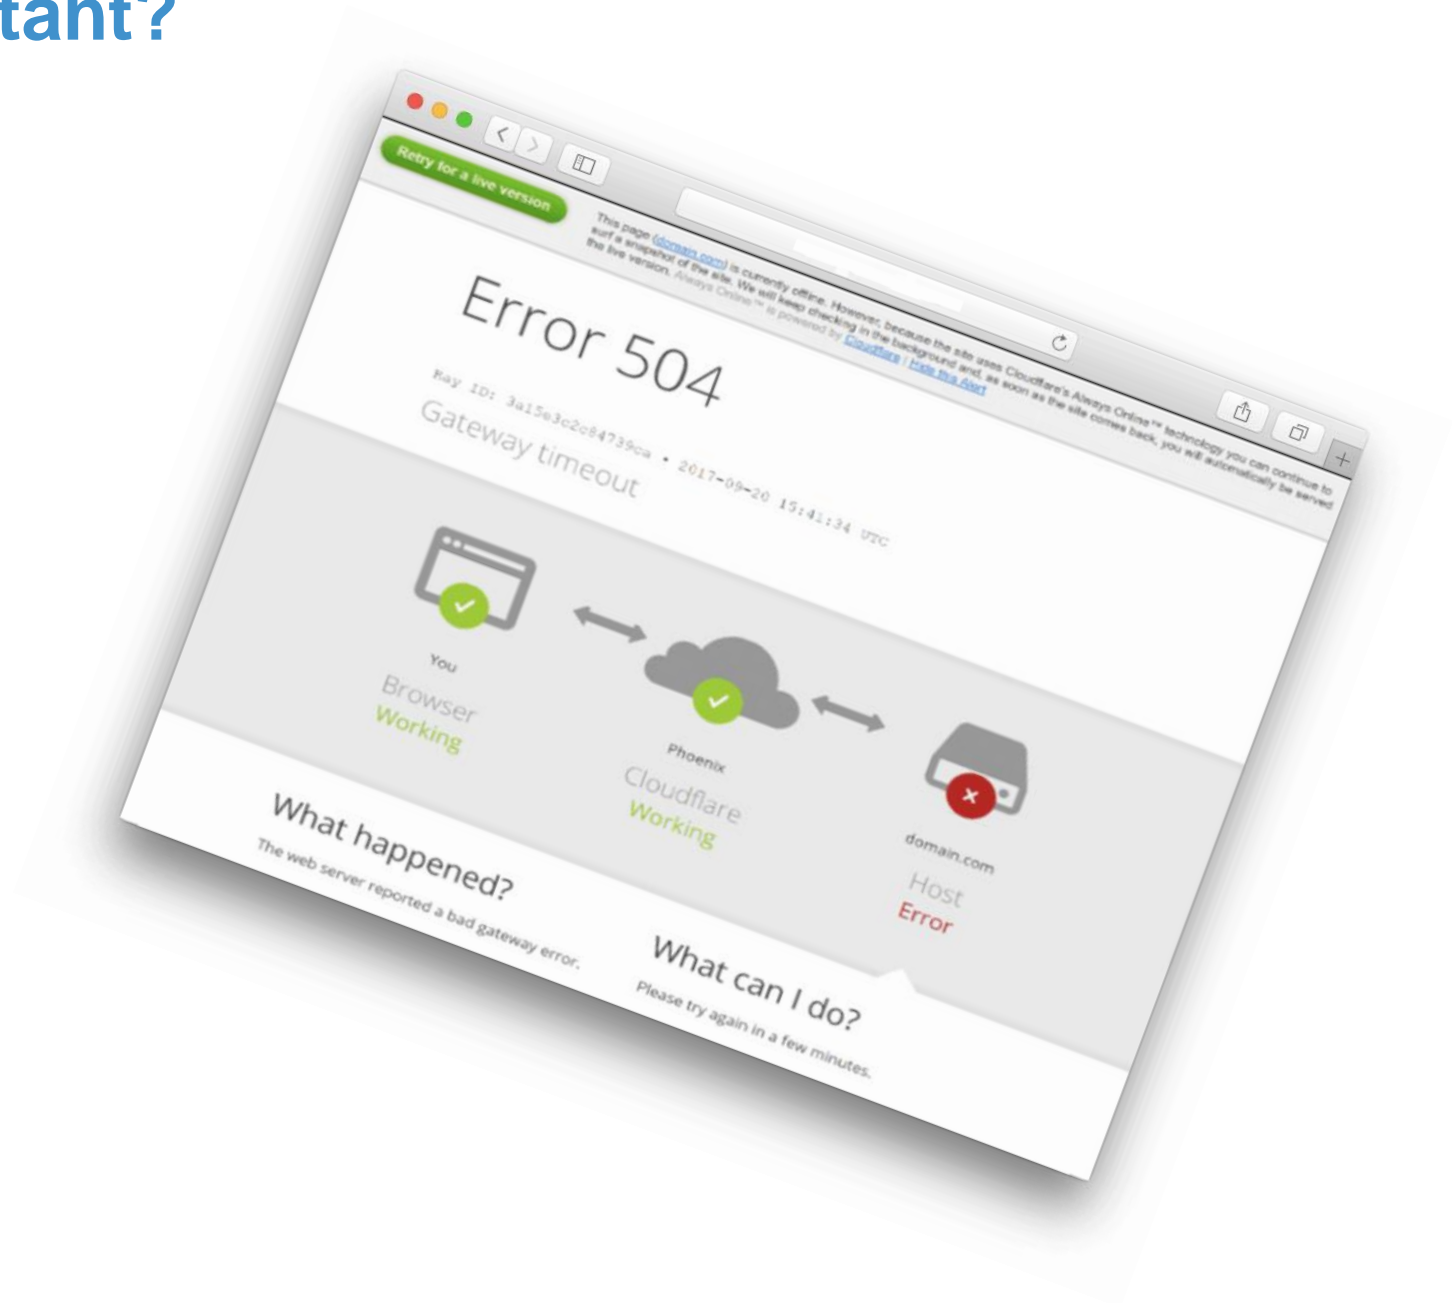 tant?
Retry for a live version
This page (domain.com) is currently offline. However, because the site uses Cloudflare's Always Online™ technology you can continue to
surf a snapshot of the site. We will keep checking in the background and, as soon as the site comes back, you will automatically be served
the live version. Always Online™ is powered by Cloudflare | Hide this Alert
Error 504
Ray ID: 3a15e3c2c84739ca • 2017-09-20 15:41:34 UTC
Gateway timeout
You
Browser
Working
Phoenix
Cloudflare
Working
domain.com
Host
Error
What happened?
The web server reported a bad gateway error.
What can I do?
Please try again in a few minutes.